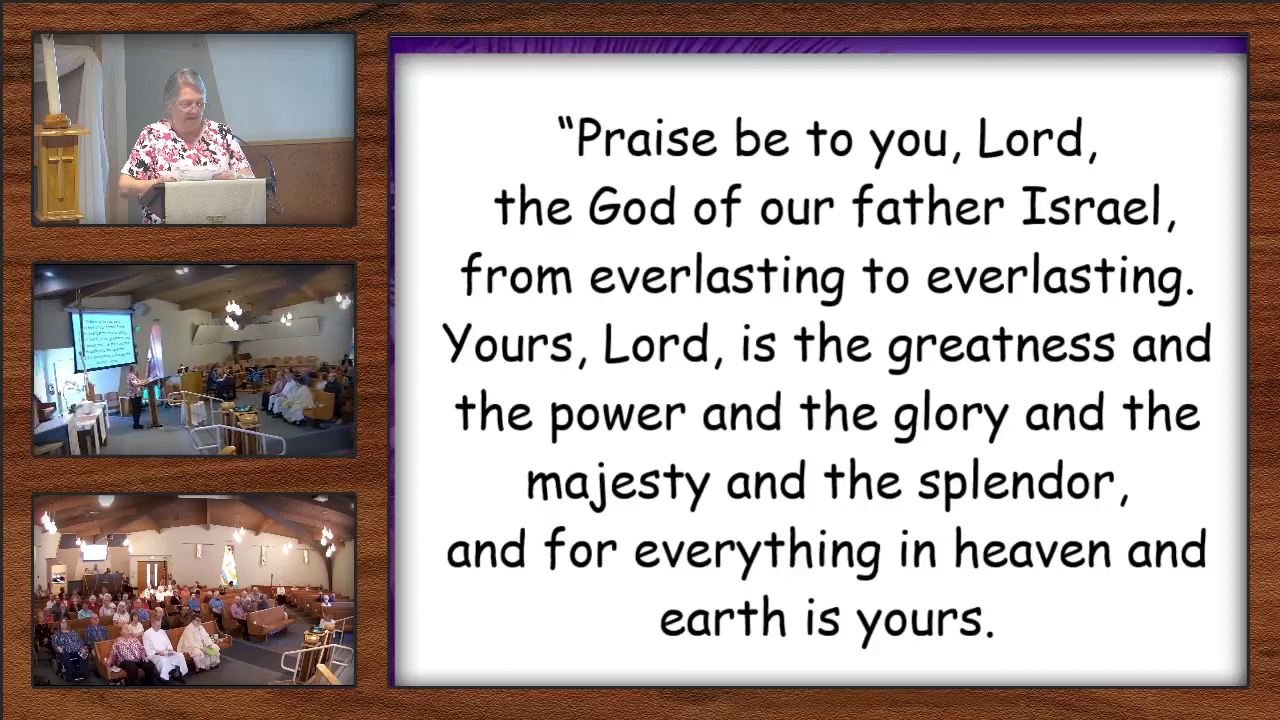 “Praise be to you, Lord,
the God of our father Israel,
from everlasting to everlasting.
Yours, Lord, is the greatness and
the power and the glory and the
majesty and the splendor,
and for everything in heaven and
earth is yours.